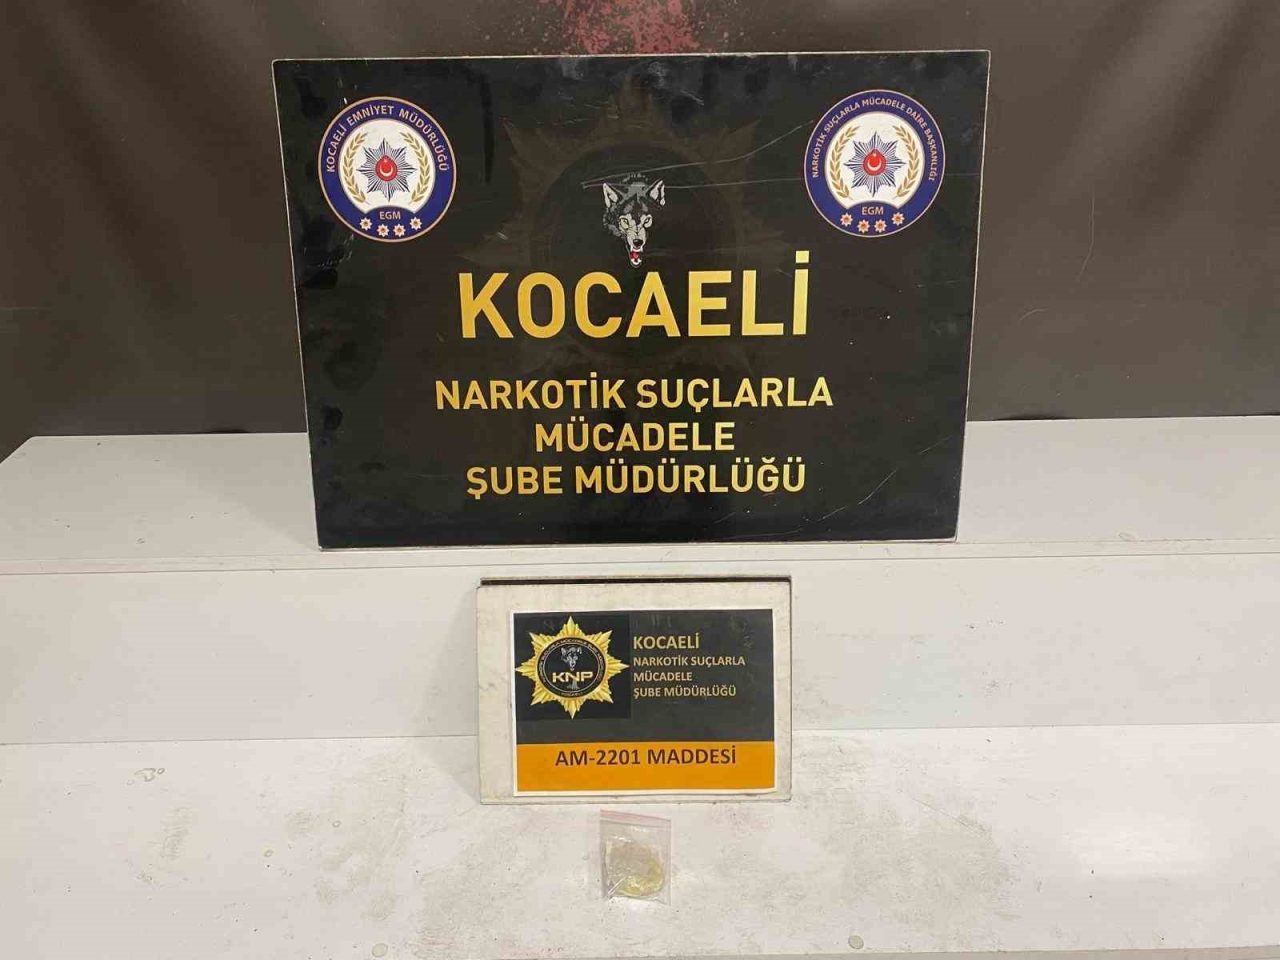 KOCAELİ EMNİYET MÜDÜRLÜĞÜ
EGM
NARKOTİK SUÇLARLA MÜCADELE DAİRE BAŞKANLIĞI
EGM
KOCAELİ
NARKOTİK SUÇLARLA
MÜCADELE
ŞUBE MÜDÜRLÜĞÜ
KNP
KOCAELİ
NARKOTİK SUÇLARLA
MÜCADELE
ŞUBE MÜDÜRLÜĞÜ
AM-2201 MADDESİ